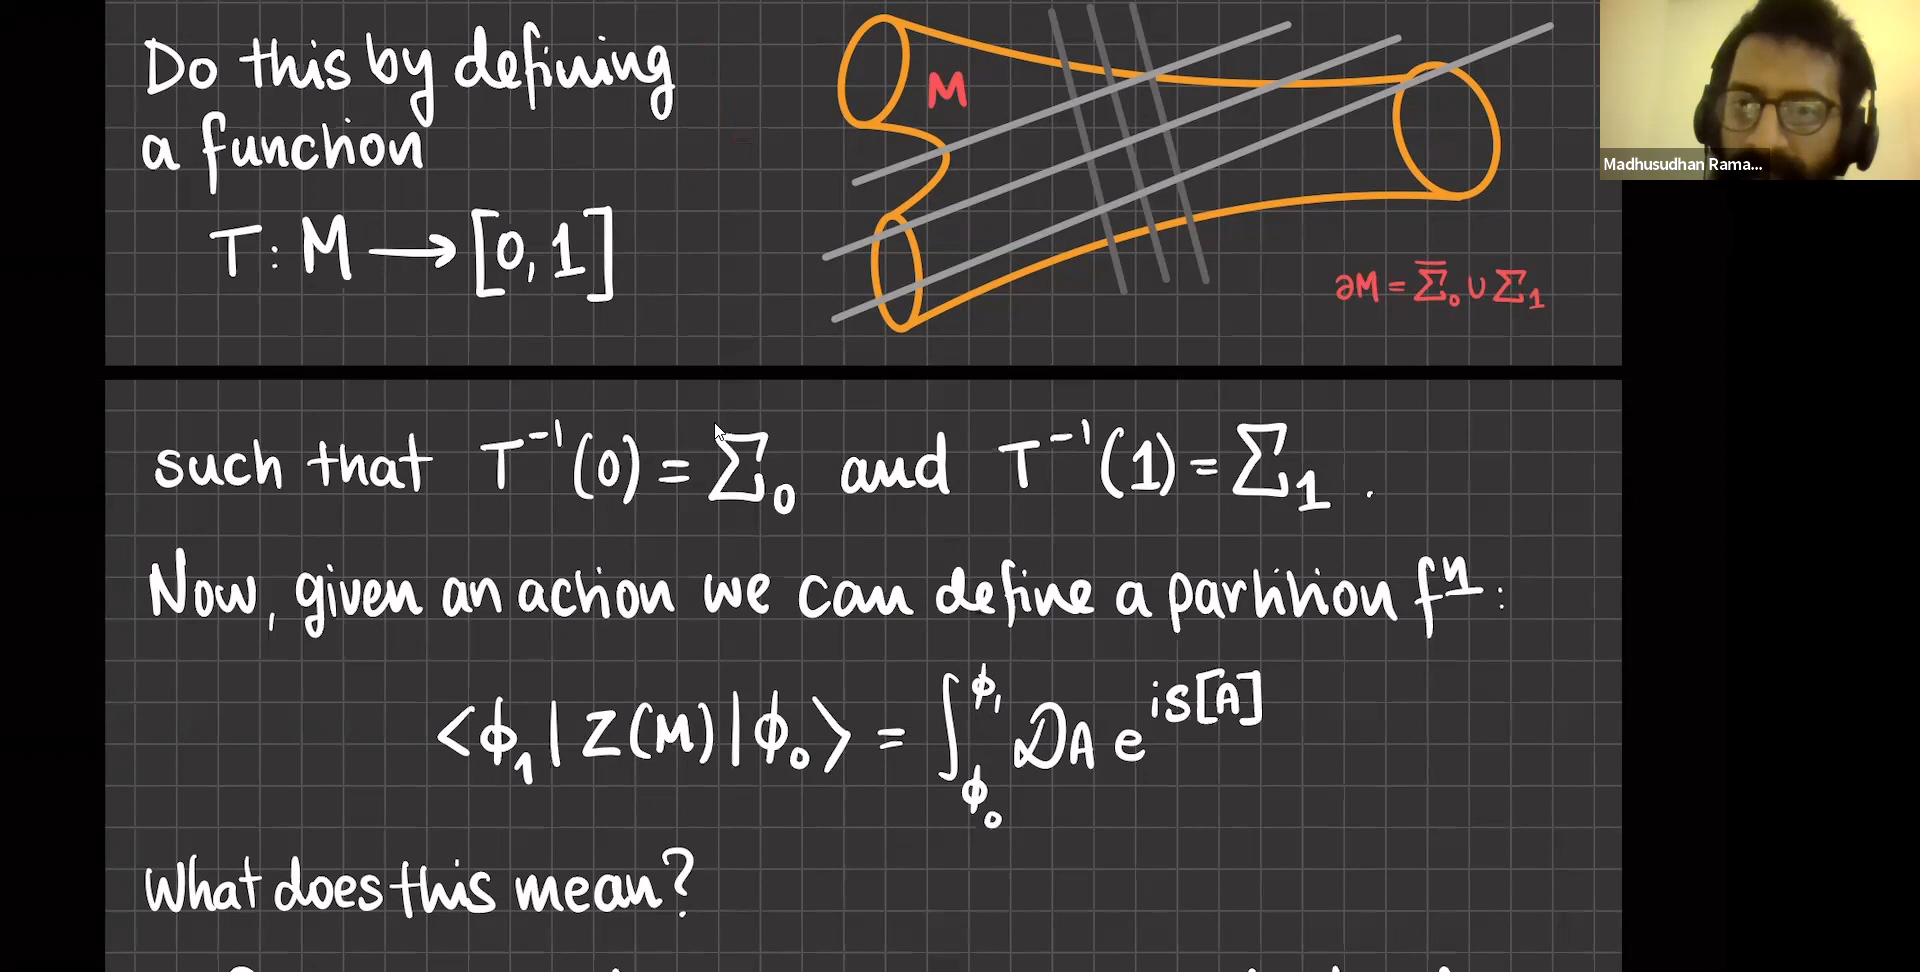 Do this by defining
a function
T: M ⟶ [0, 1]
M
∂M = Σ̅₀ ∪ Σ₁
Madhusudhan Rama...
such that T⁻¹(0) = Σ₀ and T⁻¹(1) = Σ₁ .
Now, given an action we can define a partition fⁿ :
<ϕ₁ | Z(M) | ϕ₀> = ∫_{ϕ₀}^{ϕ₁} 𝒟A e^{iS[A]}
What does this mean?